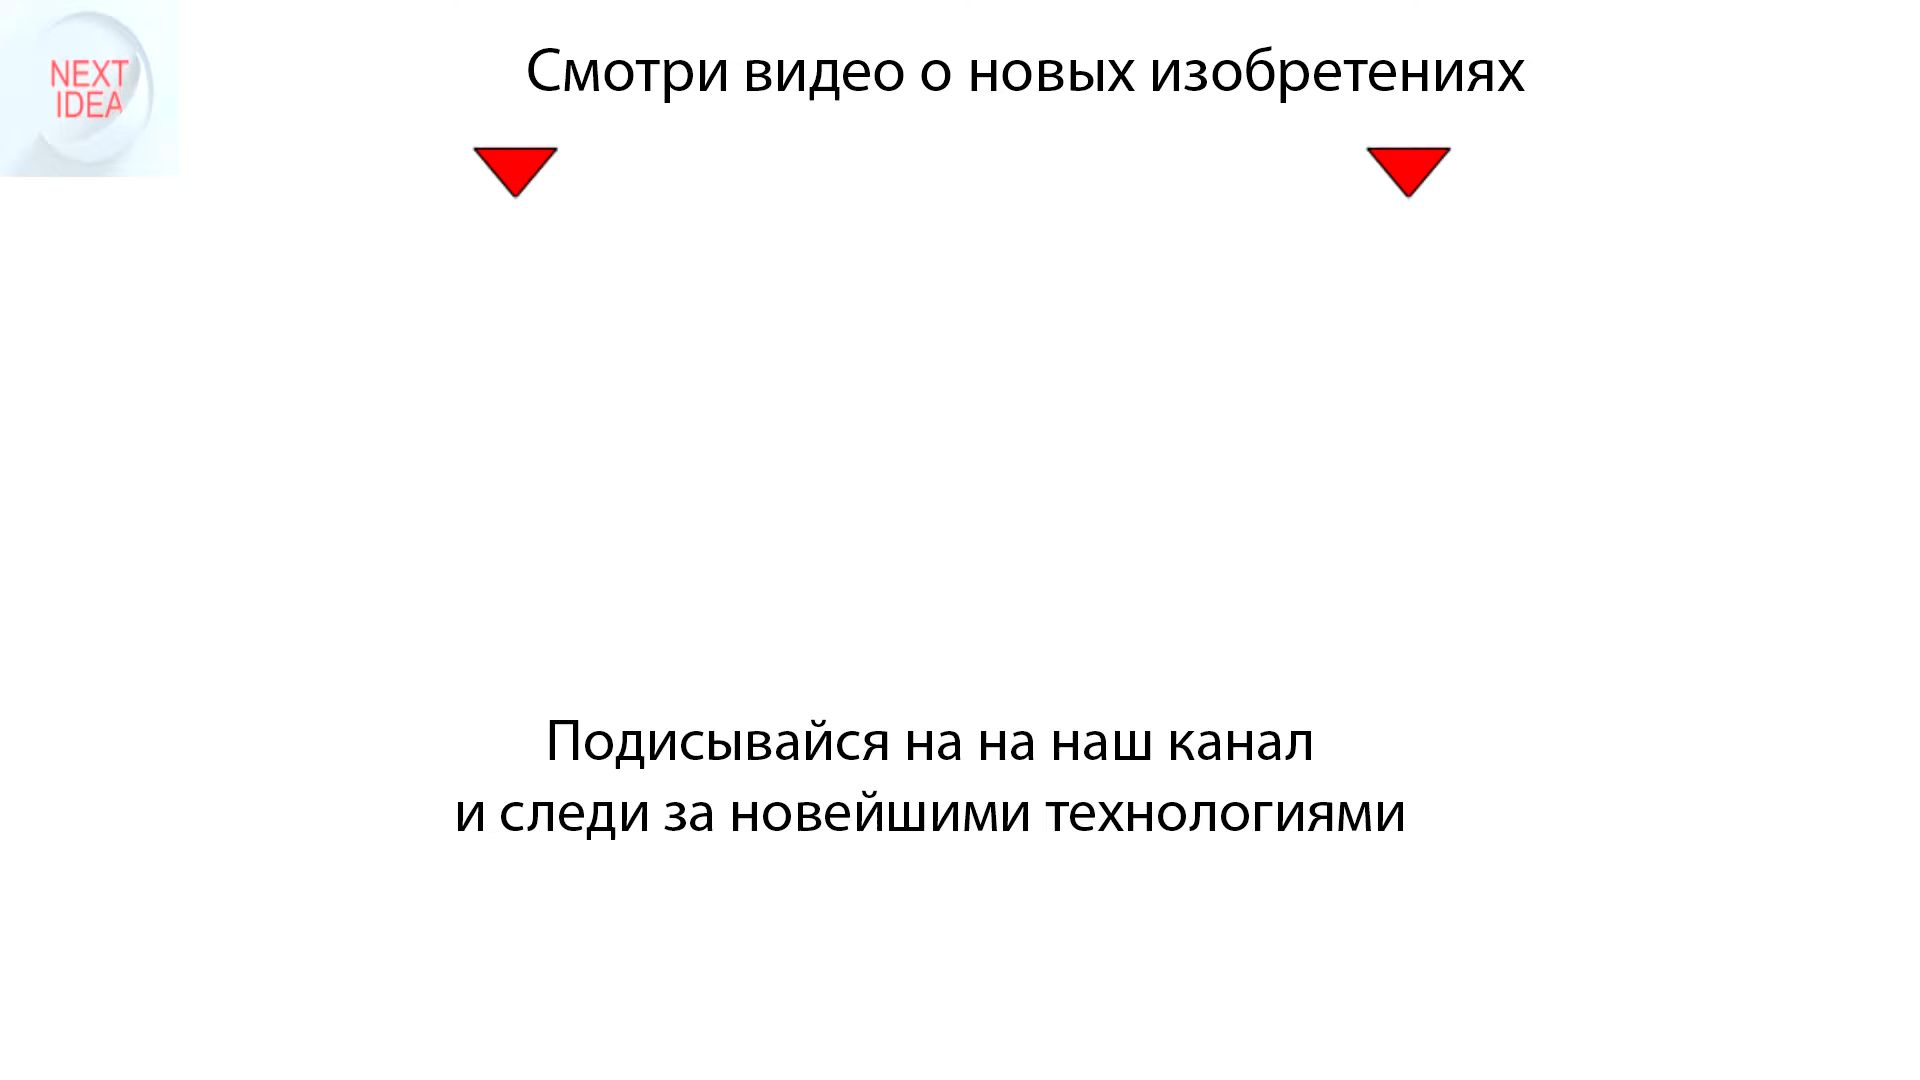 NEXT
IDEA
Смотри видео о новых изобретениях
Подисывайся на на наш канал
и следи за новейшими технологиями